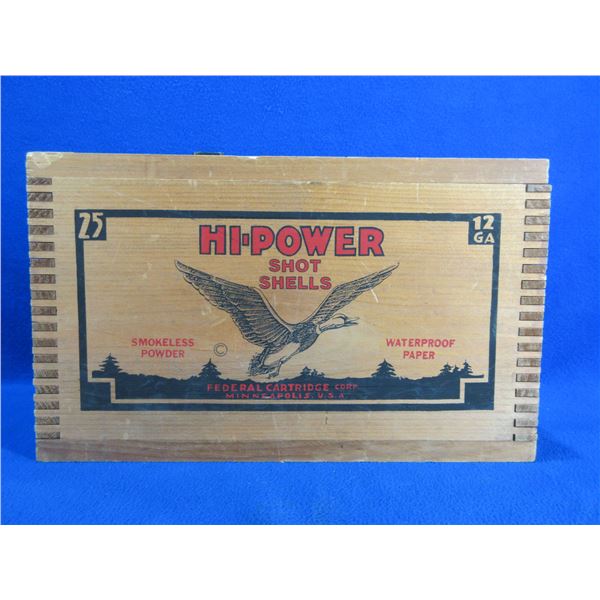 25
12
GA
HI-POWER
SHOT
SHELLS
SMOKELESS
POWDER
©
WATERPROOF
PAPER
FEDERAL CARTRIDGE CORP.
MINNEAPOLIS, U.S.A.